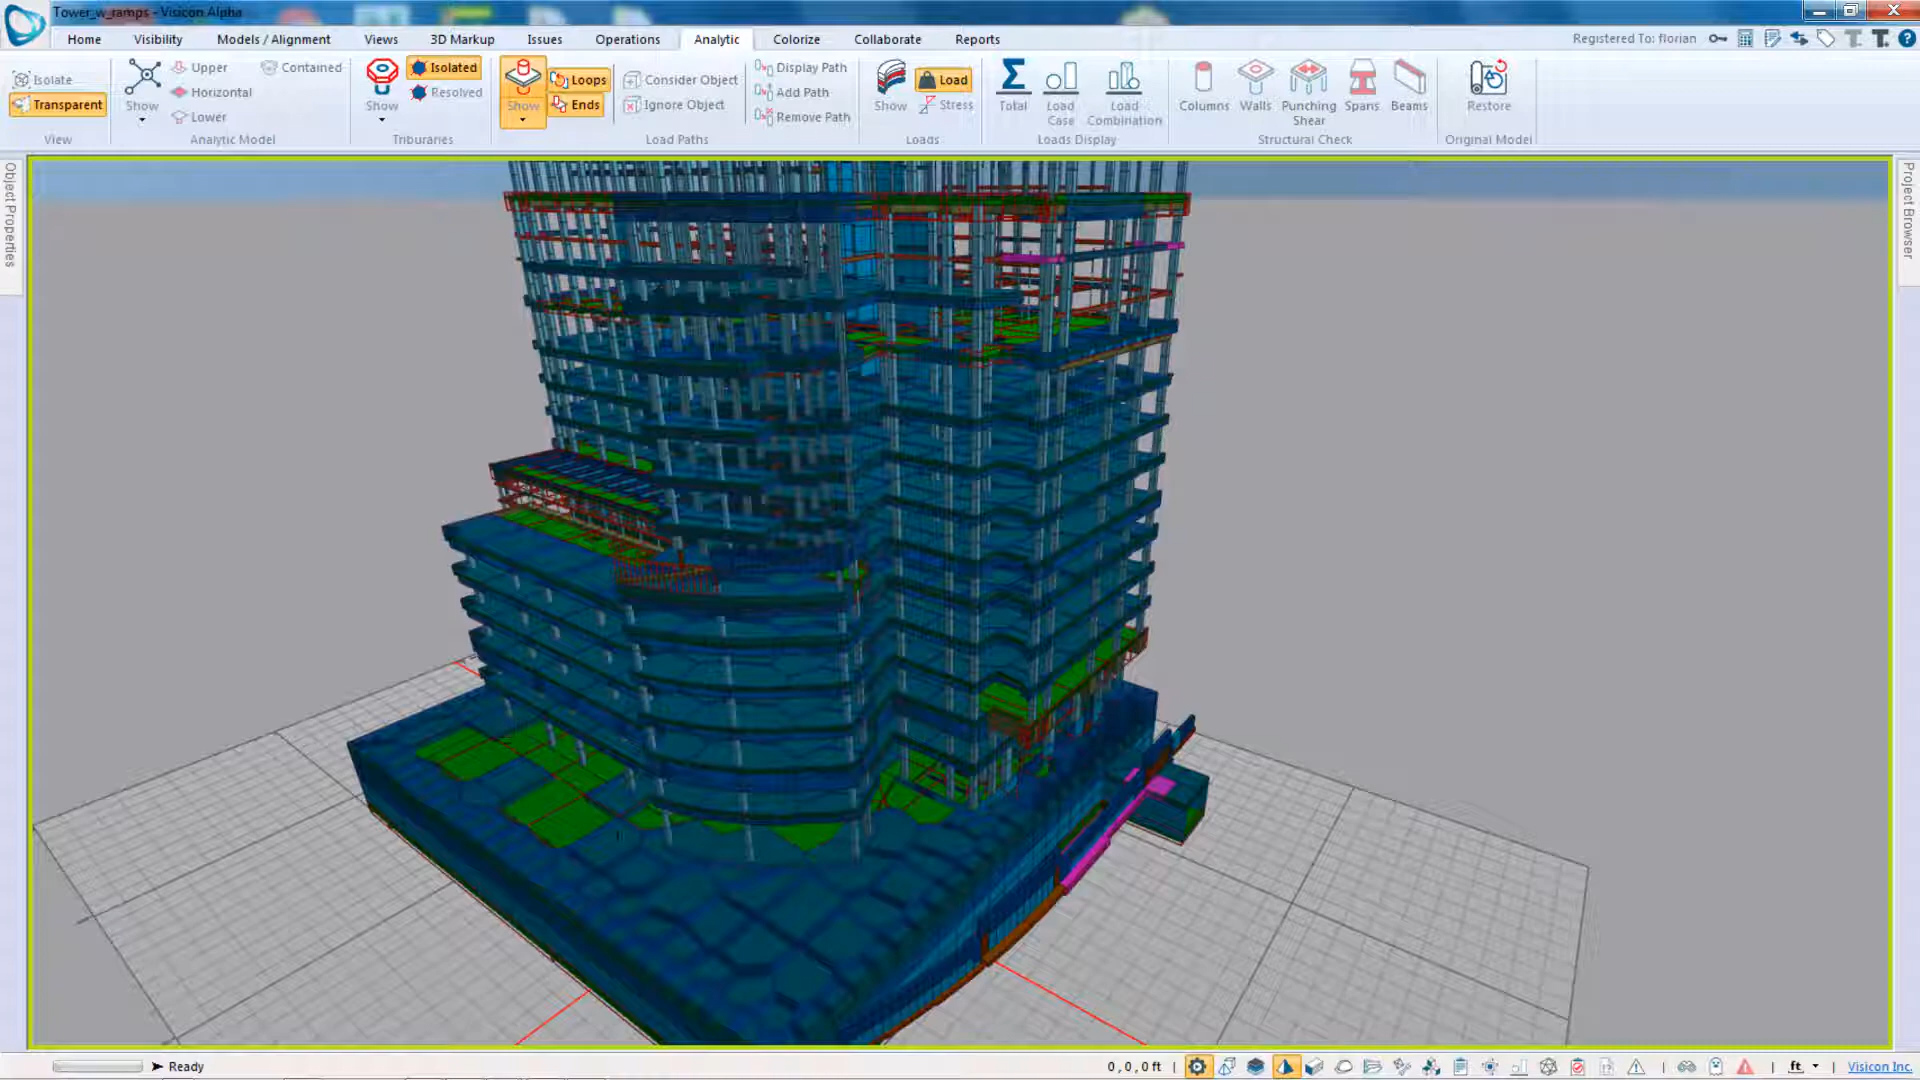 Tower_w_ramps - Visicon Alpha
Home Visibility Models / Alignment Views 3D Markup Issues Operations Analytic Colorize Collaborate Reports Registered To: florian
Isolate
Transparent
View
Show
Upper
Horizontal
Lower
Contained
Analytic Model
Show
Isolated
Resolved
Tributaries
Show
Loops
Ends
Consider Object
Ignore Object
Display Path
Add Path
Remove Path
Load Paths
Show
Load
Stress
Loads
Total
Load
Case
Load
Combination
Loads Display
Columns
Walls
Punching
Shear
Spans
Beams
Structural Check
Restore
Original Model
Object Properties
Project Browser
Ready
0, 0, 0 ft
ft
Visicon Inc.